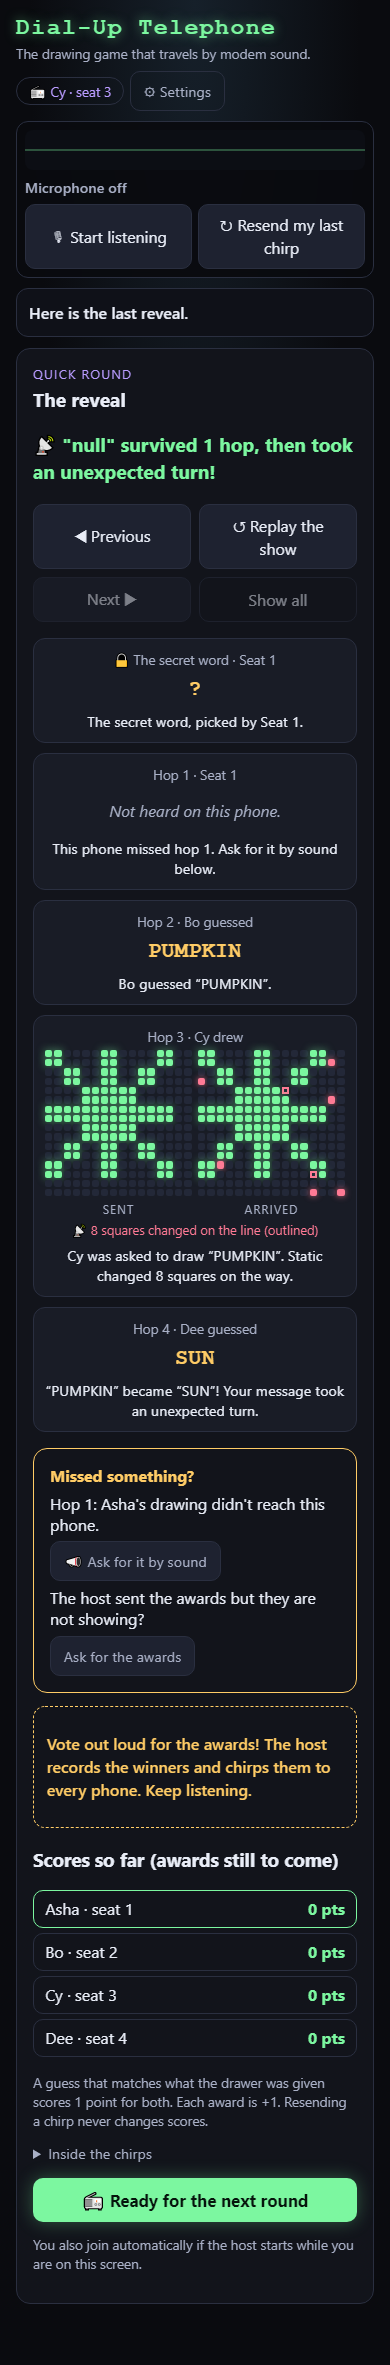 Dial-Up Telephone
The drawing game that travels by modem sound.
📻 Cy · seat 3
⚙ Settings
Microphone off
🎙 Start listening
↻ Resend my last
chirp
Here is the last reveal.
QUICK ROUND
The reveal
📡 "null" survived 1 hop, then took
an unexpected turn!
◀ Previous
↺ Replay the
show
Next ▶
Show all
🔒 The secret word · Seat 1
?
The secret word, picked by Seat 1.
Hop 1 · Seat 1
Not heard on this phone.
This phone missed hop 1. Ask for it by sound
below.
Hop 2 · Bo guessed
PUMPKIN
Bo guessed “PUMPKIN”.
Hop 3 · Cy drew
SENT
ARRIVED
📡 8 squares changed on the line (outlined)
Cy was asked to draw “PUMPKIN”. Static
changed 8 squares on the way.
Hop 4 · Dee guessed
SUN
“PUMPKIN” became “SUN”! Your message took
an unexpected turn.
Missed something?
Hop 1: Asha's drawing didn't reach this
phone.
📢 Ask for it by sound
The host sent the awards but they are
not showing?
Ask for the awards
Vote out loud for the awards! The host
records the winners and chirps them to
every phone. Keep listening.
Scores so far (awards still to come)
Asha · seat 1 0 pts
Bo · seat 2 0 pts
Cy · seat 3 0 pts
Dee · seat 4 0 pts
A guess that matches what the drawer was given
scores 1 point for both. Each award is +1. Resending
a chirp never changes scores.
▶ Inside the chirps
📻 Ready for the next round
You also join automatically if the host starts while you
are on this screen.